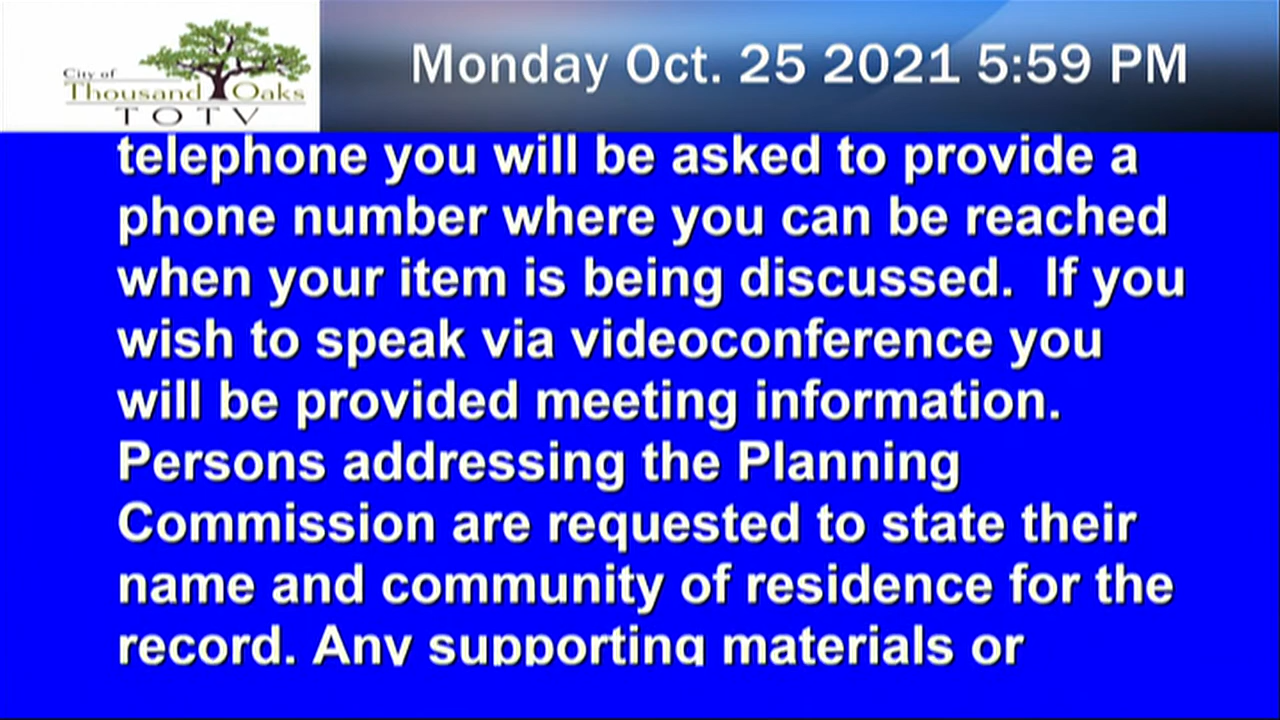 City of
Thousand Oaks
TOTV
Monday Oct. 25 2021 5:59 PM
telephone you will be asked to provide a
phone number where you can be reached
when your item is being discussed.  If you
wish to speak via videoconference you
will be provided meeting information.
Persons addressing the Planning
Commission are requested to state their
name and community of residence for the
record. Any supporting materials or